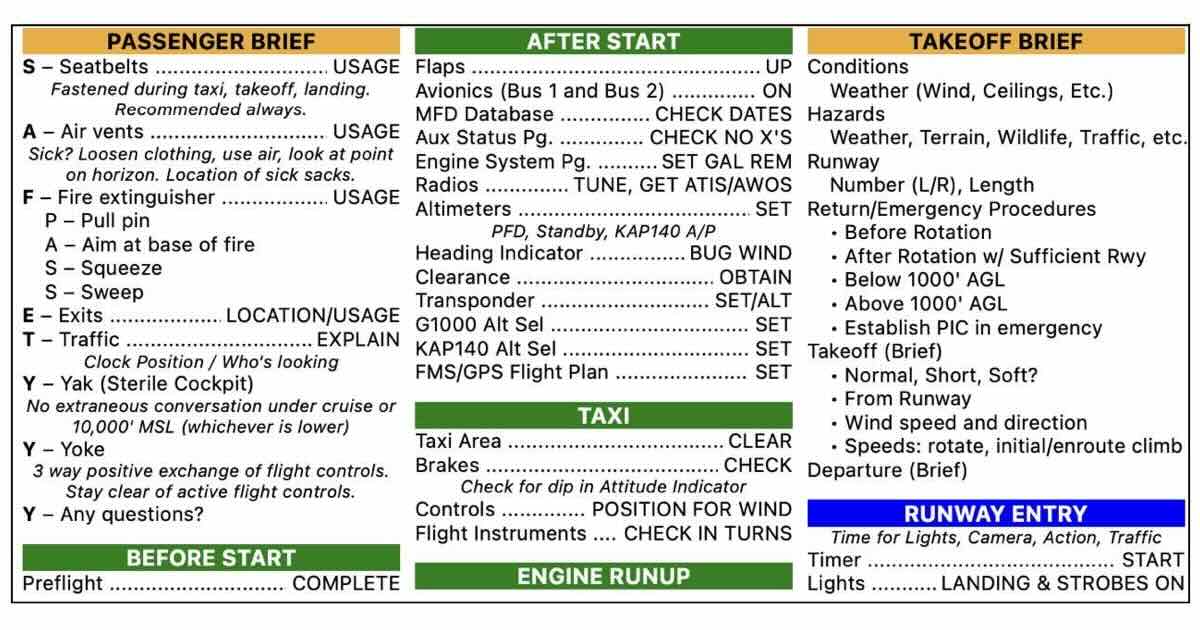 PASSENGER BRIEF
S – Seatbelts ............................ USAGE
Fastened during taxi, takeoff, landing.
Recommended always.
A – Air vents ............................. USAGE
Sick? Loosen clothing, use air, look at point
on horizon. Location of sick sacks.
F – Fire extinguisher .................. USAGE
P – Pull pin
A – Aim at base of fire
S – Squeeze
S – Sweep
E – Exits ................... LOCATION/USAGE
T – Traffic ................................ EXPLAIN
Clock Position / Who's looking
Y – Yak (Sterile Cockpit)
No extraneous conversation under cruise or
10,000' MSL (whichever is lower)
Y – Yoke
3 way positive exchange of flight controls.
Stay clear of active flight controls.
Y – Any questions?
BEFORE START
Preflight ............................. COMPLETE
AFTER START
Flaps ................................................ UP
Avionics (Bus 1 and Bus 2) .............. ON
MFD Database ............... CHECK DATES
Aux Status Pg. .............. CHECK NO X'S
Engine System Pg. .......... SET GAL REM
Radios .............. TUNE, GET ATIS/AWOS
Altimeters ....................................... SET
PFD, Standby, KAP140 A/P
Heading Indicator ................ BUG WIND
Clearance ................................. OBTAIN
Transponder ............................ SET/ALT
G1000 Alt Sel ................................. SET
KAP140 Alt Sel ............................... SET
FMS/GPS Flight Plan ...................... SET
TAXI
Taxi Area .................................... CLEAR
Brakes ....................................... CHECK
Check for dip in Attitude Indicator
Controls .............. POSITION FOR WIND
Flight Instruments .... CHECK IN TURNS
ENGINE RUNUP
TAKEOFF BRIEF
Conditions
Weather (Wind, Ceilings, Etc.)
Hazards
Weather, Terrain, Wildlife, Traffic, etc.
Runway
Number (L/R), Length
Return/Emergency Procedures
• Before Rotation
• After Rotation w/ Sufficient Rwy
• Below 1000' AGL
• Above 1000' AGL
• Establish PIC in emergency
Takeoff (Brief)
• Normal, Short, Soft?
• From Runway
• Wind speed and direction
• Speeds: rotate, initial/enroute climb
Departure (Brief)
RUNWAY ENTRY
Time for Lights, Camera, Action, Traffic
Timer ......................................... START
Lights ........... LANDING & STROBES ON